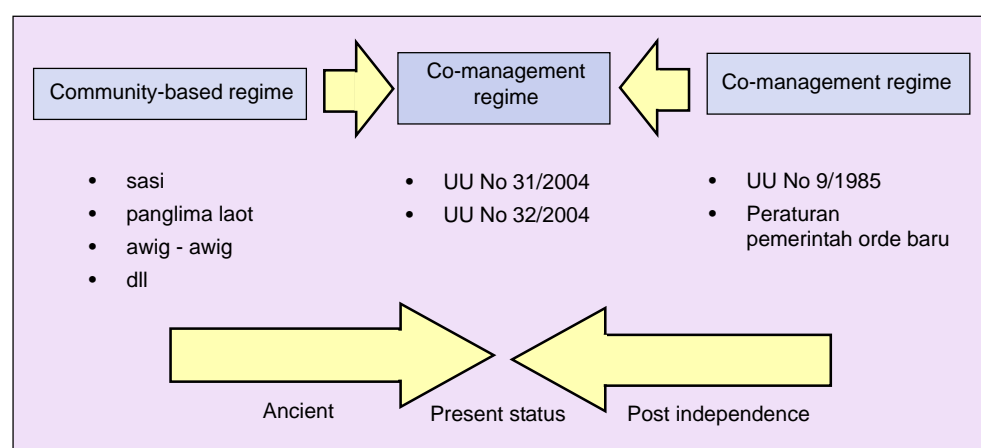 Community-based regime
Co-management
regime
Co-management regime
• sasi
• panglima laot
• awig - awig
• dll
• UU No 31/2004
• UU No 32/2004
• UU No 9/1985
• Peraturan
pemerintah orde baru
Ancient
Present status
Post independence